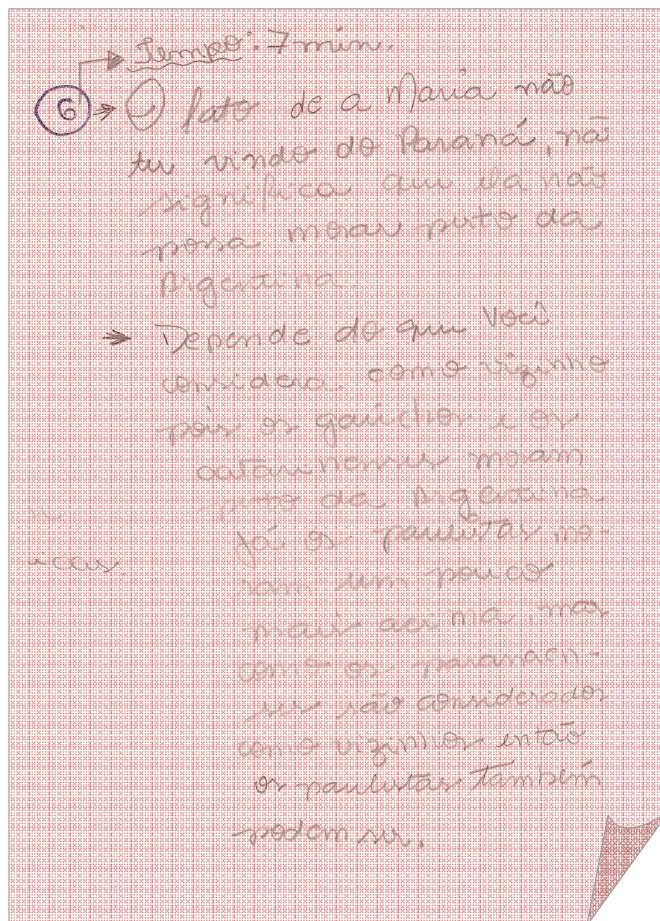 Tempo: 7 min.
6 → O fato de a Maria não
ter vindo do Paraná, não
significa que ela não
possa morar perto da
Argentina.
→ Depende do que você
considera como vizinho
pois os gaúchos e os
catarinenses moram
perto da Argentina
Já os paulistas mo-
ram um pouco
mais acima, mas
como os paranaen-
ses são considerados
como vizinhos então
os paulistas também
podem ser.